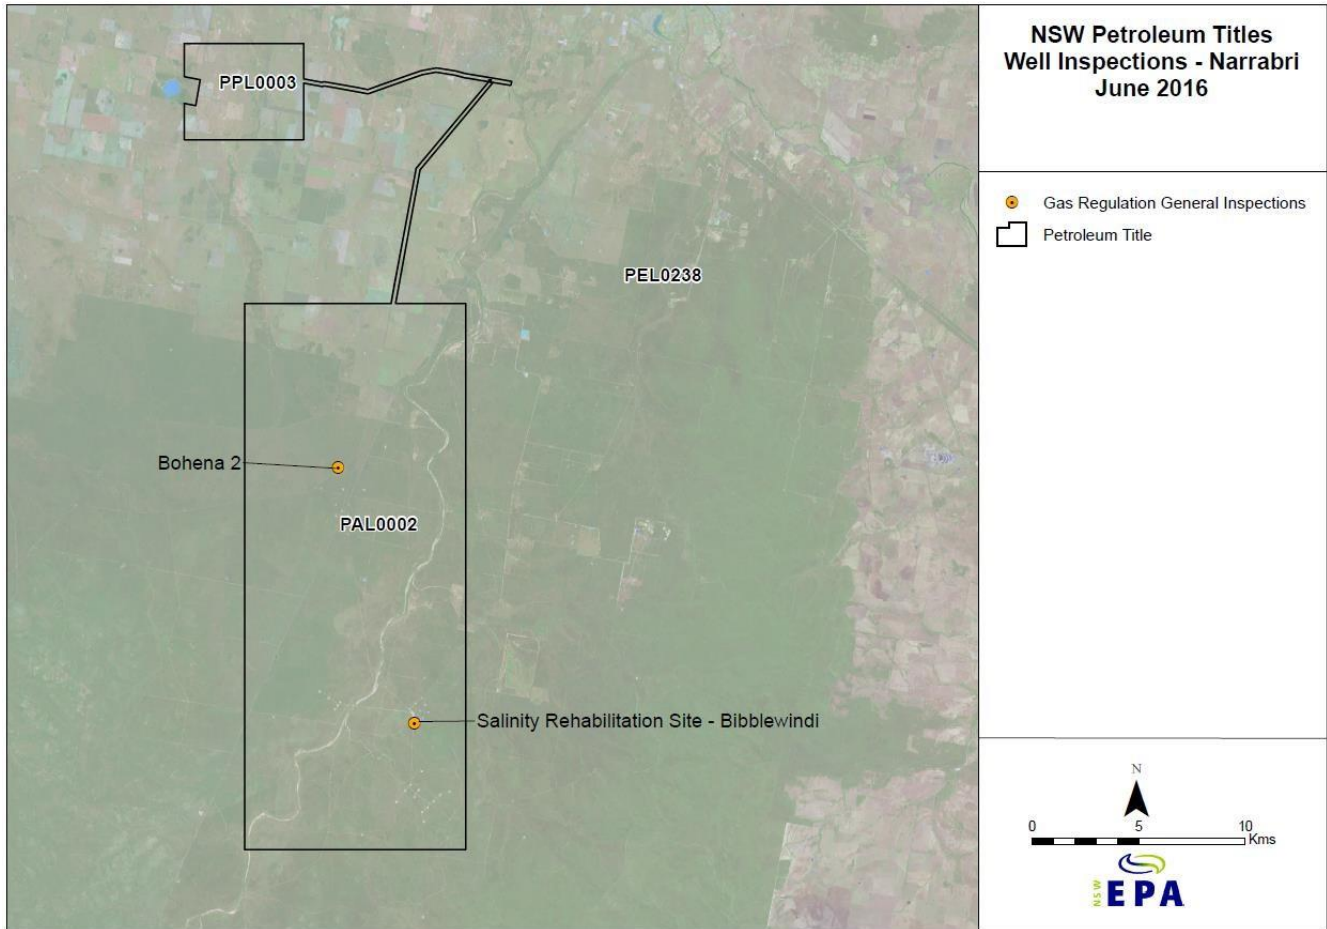 NSW Petroleum Titles
Well Inspections - Narrabri
June 2016
Gas Regulation General Inspections
Petroleum Title
PPL0003
PEL0238
Bohena 2
PAL0002
Salinity Rehabilitation Site - Bibblewindi
N
0 5 10
Kms
NSW EPA